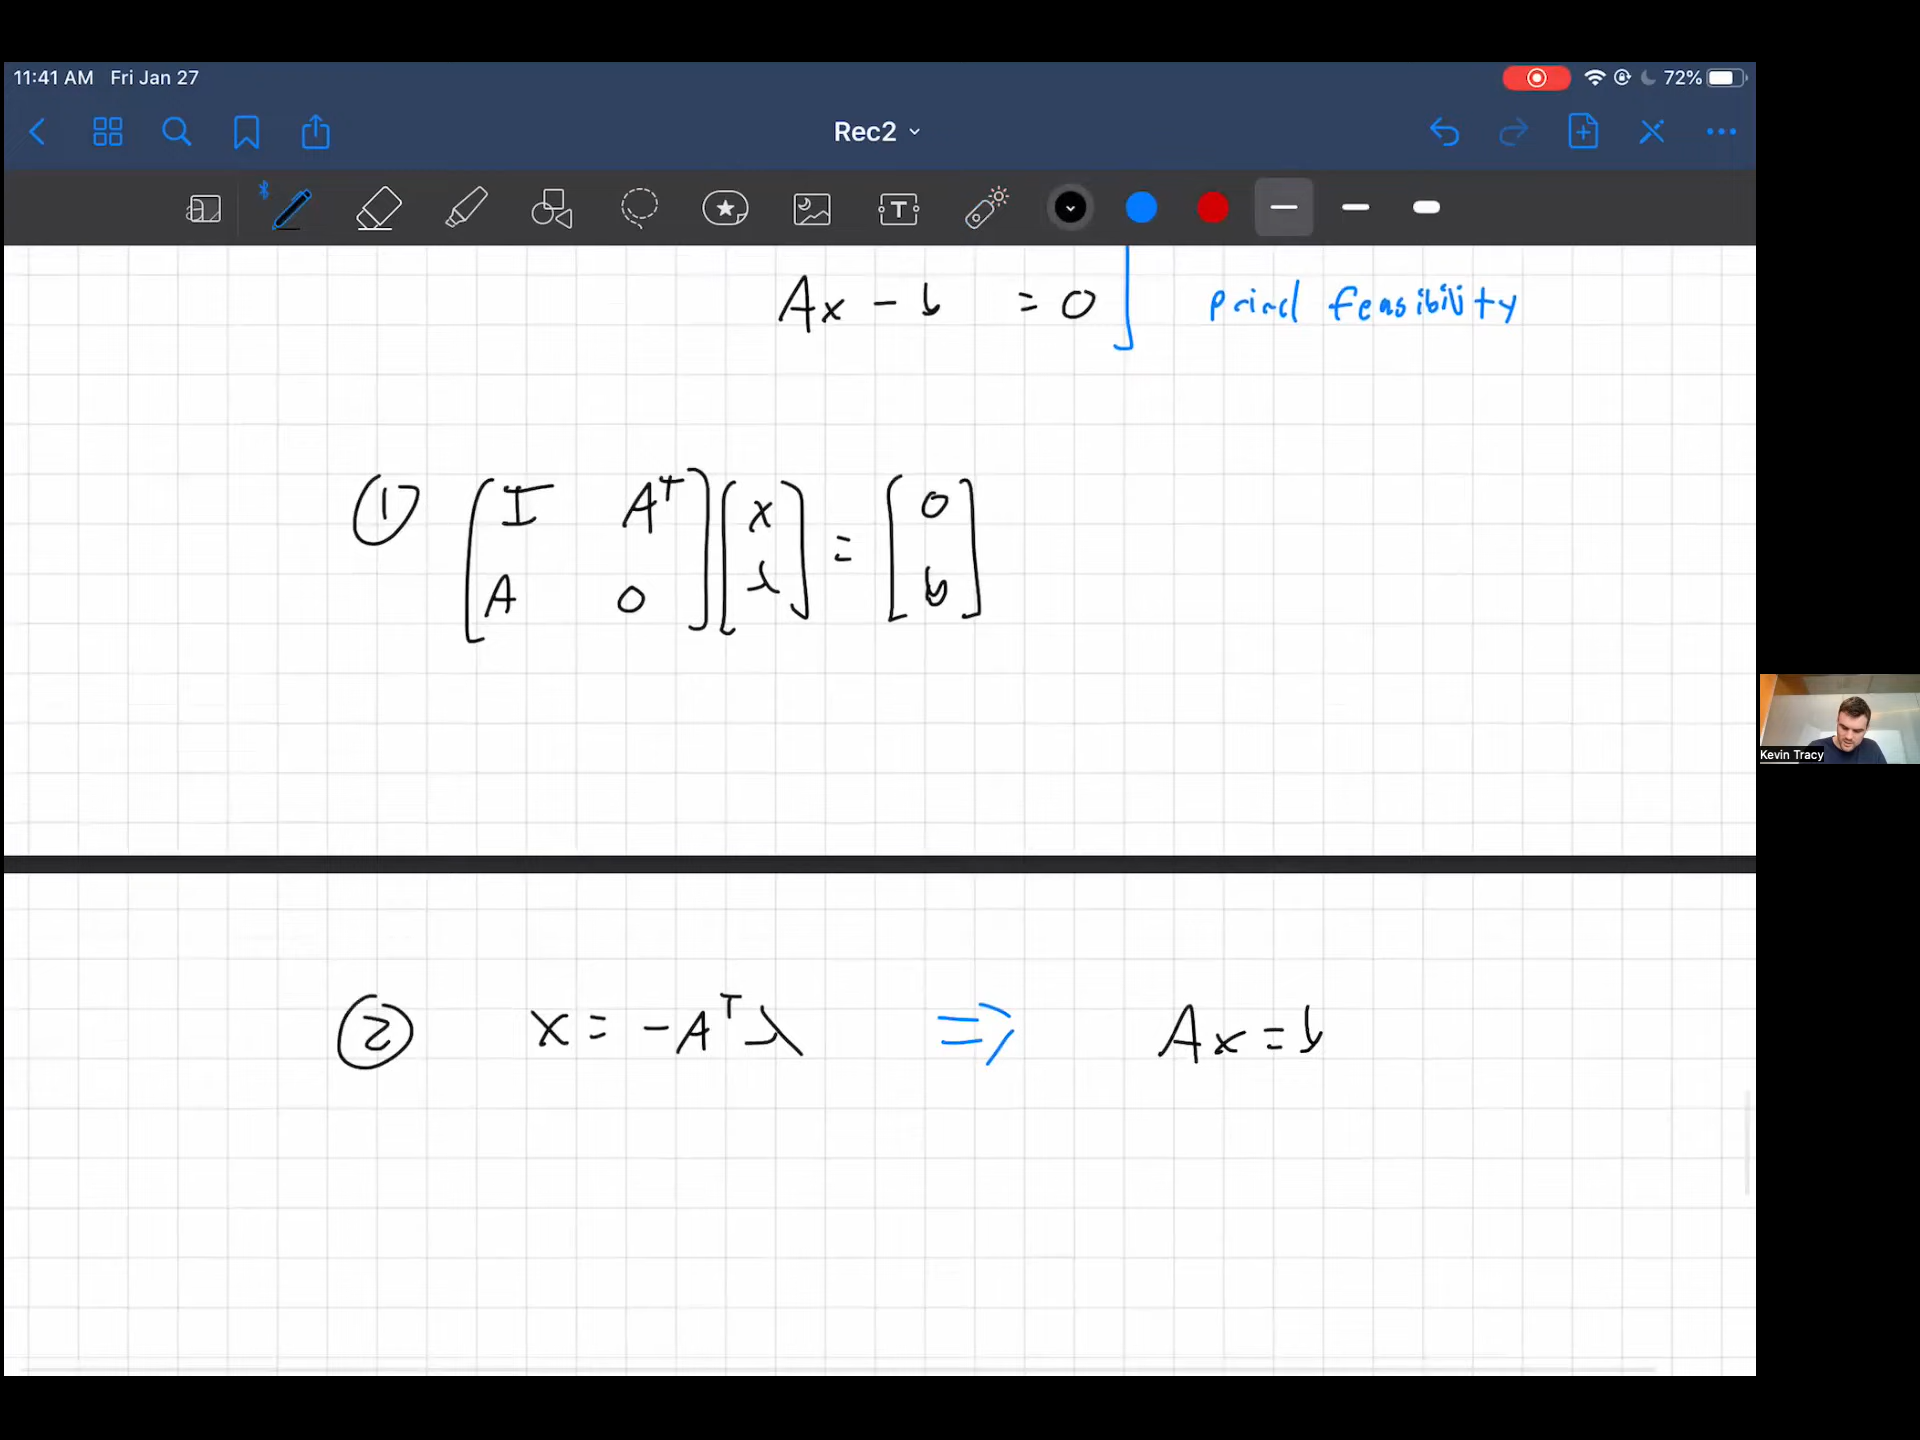 11:41 AM Fri Jan 27
72%
Rec2
T
Ax - b = 0 primal feasibility
① [I Aᵀ; A 0] [x; λ] = [0; b]
Kevin Tracy
② x = -Aᵀλ ⇒ Ax = b